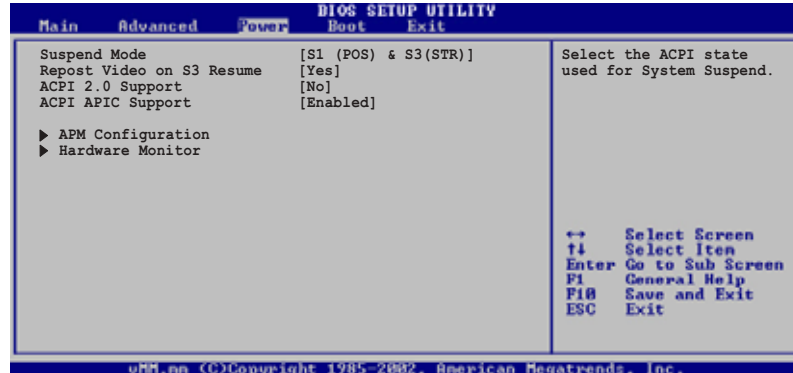 BIOS SETUP UTILITY
Main Advanced Power Boot Exit
Suspend Mode [S1 (POS) & S3(STR)]
Repost Video on S3 Resume [Yes]
ACPI 2.0 Support [No]
ACPI APIC Support [Enabled]
APM Configuration
Hardware Monitor
Select the ACPI state
used for System Suspend.
↔ Select Screen
↑↓ Select Item
Enter Go to Sub Screen
F1 General Help
F10 Save and Exit
ESC Exit
vMM.nn (C)Copyright 1985-2002, American Megatrends, Inc.